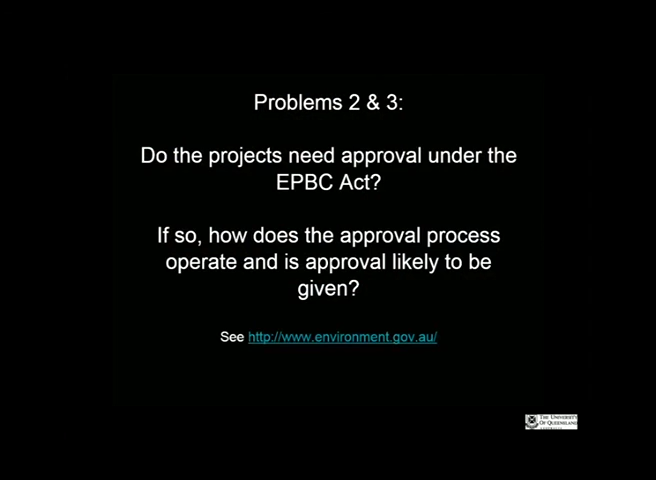 Problems 2 & 3:
Do the projects need approval under the
EPBC Act?
If so, how does the approval process
operate and is approval likely to be
given?
See http://www.environment.gov.au/
THE UNIVERSITY
OF QUEENSLAND